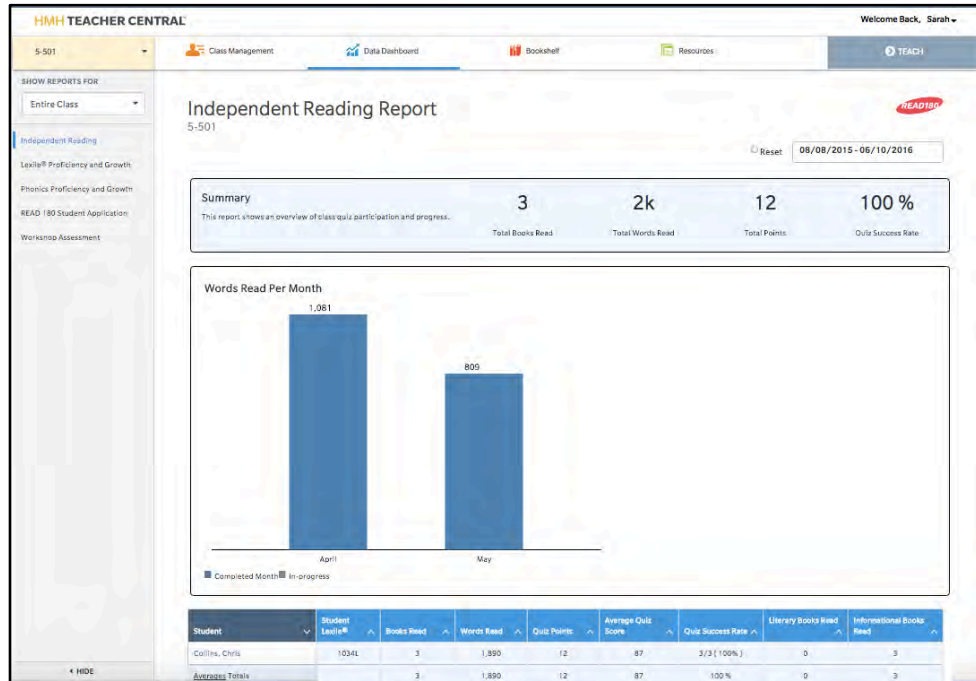 HMH TEACHER CENTRAL
Welcome Back, Sarah
5-501
Class Management
Data Dashboard
Bookshelf
Resources
TEACH
SHOW REPORTS FOR
Entire Class
Independent Reading
Lexile® Proficiency and Growth
Phonics Proficiency and Growth
READ 180 Student Application
Workshop Assessment
< HIDE
Independent Reading Report
5-501
READ180
Reset
08/08/2015 - 06/10/2016
Summary
This report shows an overview of class quiz participation and progress.
3
Total Books Read
2k
Total Words Read
12
Total Points
100 %
Quiz Success Rate
Words Read Per Month
1,081
809
April
May
Completed Month In-progress
Student
Student Lexile®
Books Read
Words Read
Quiz Points
Average Quiz Score
Quiz Success Rate
Literary Books Read
Informational Books Read
Collins, Chris 1034L 3 1,890 12 87 3/3 ( 100% ) 0 3
Averages Totals 3 1,890 12 87 100 % 0 3